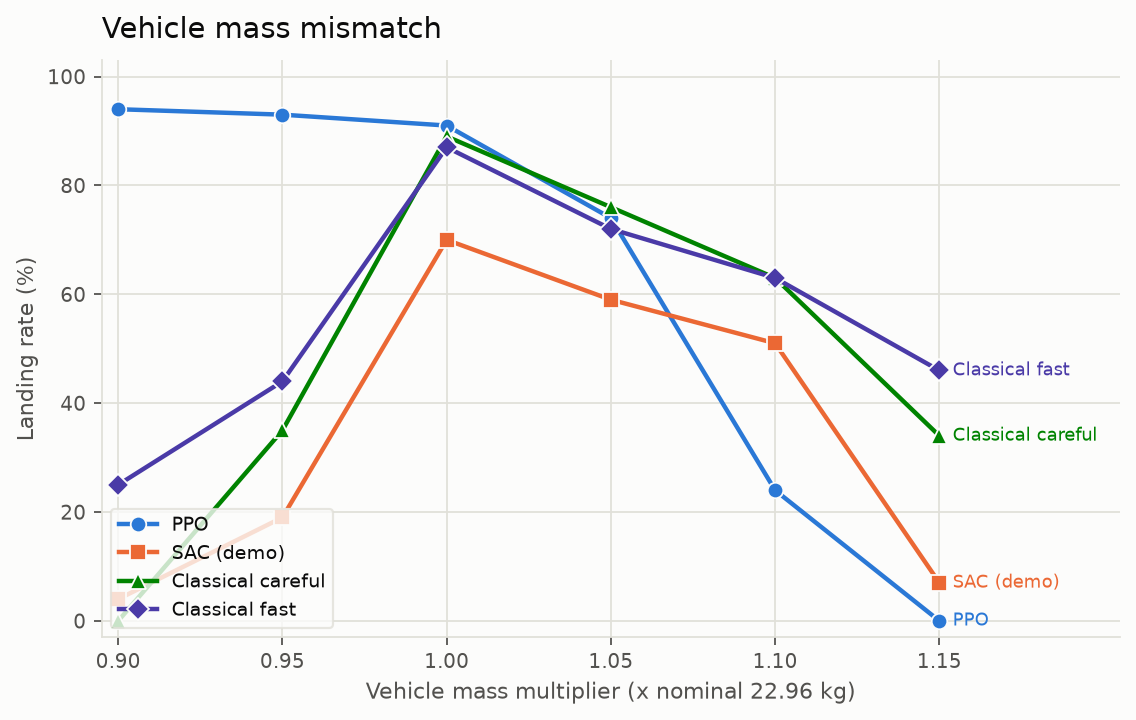 Vehicle mass mismatch
100
80
60
40
20
0
Landing rate (%)
Classical fast
Classical careful
SAC (demo)
PPO
PPO
SAC (demo)
Classical careful
Classical fast
0.90 0.95 1.00 1.05 1.10 1.15
Vehicle mass multiplier (x nominal 22.96 kg)